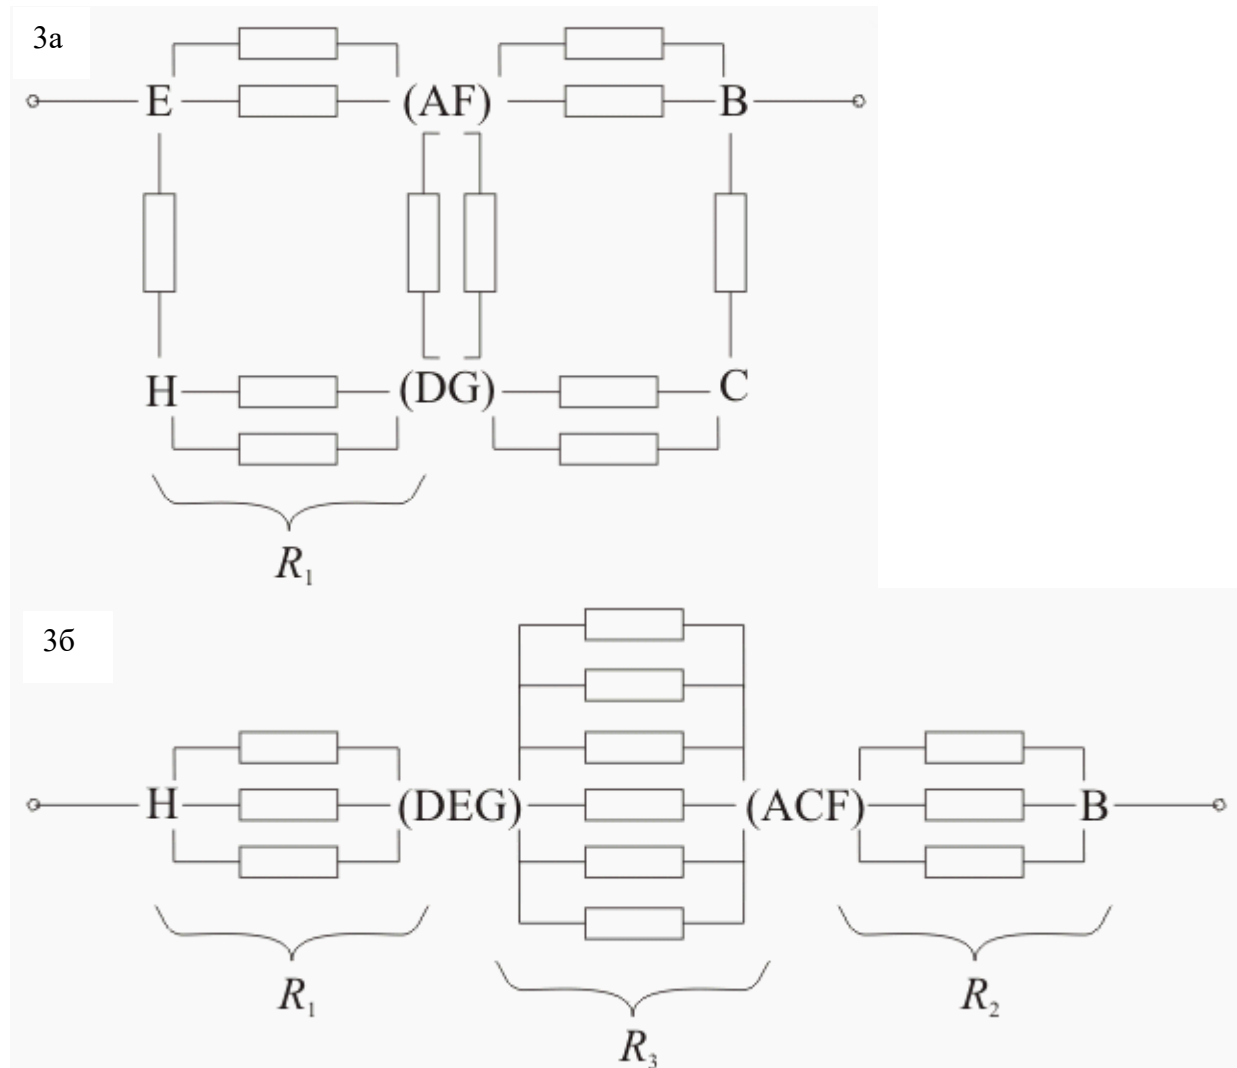 3а
E (AF) B
H (DG) C
R₁
3б
H (DEG) (ACF) B
R₁ R₂
R₃